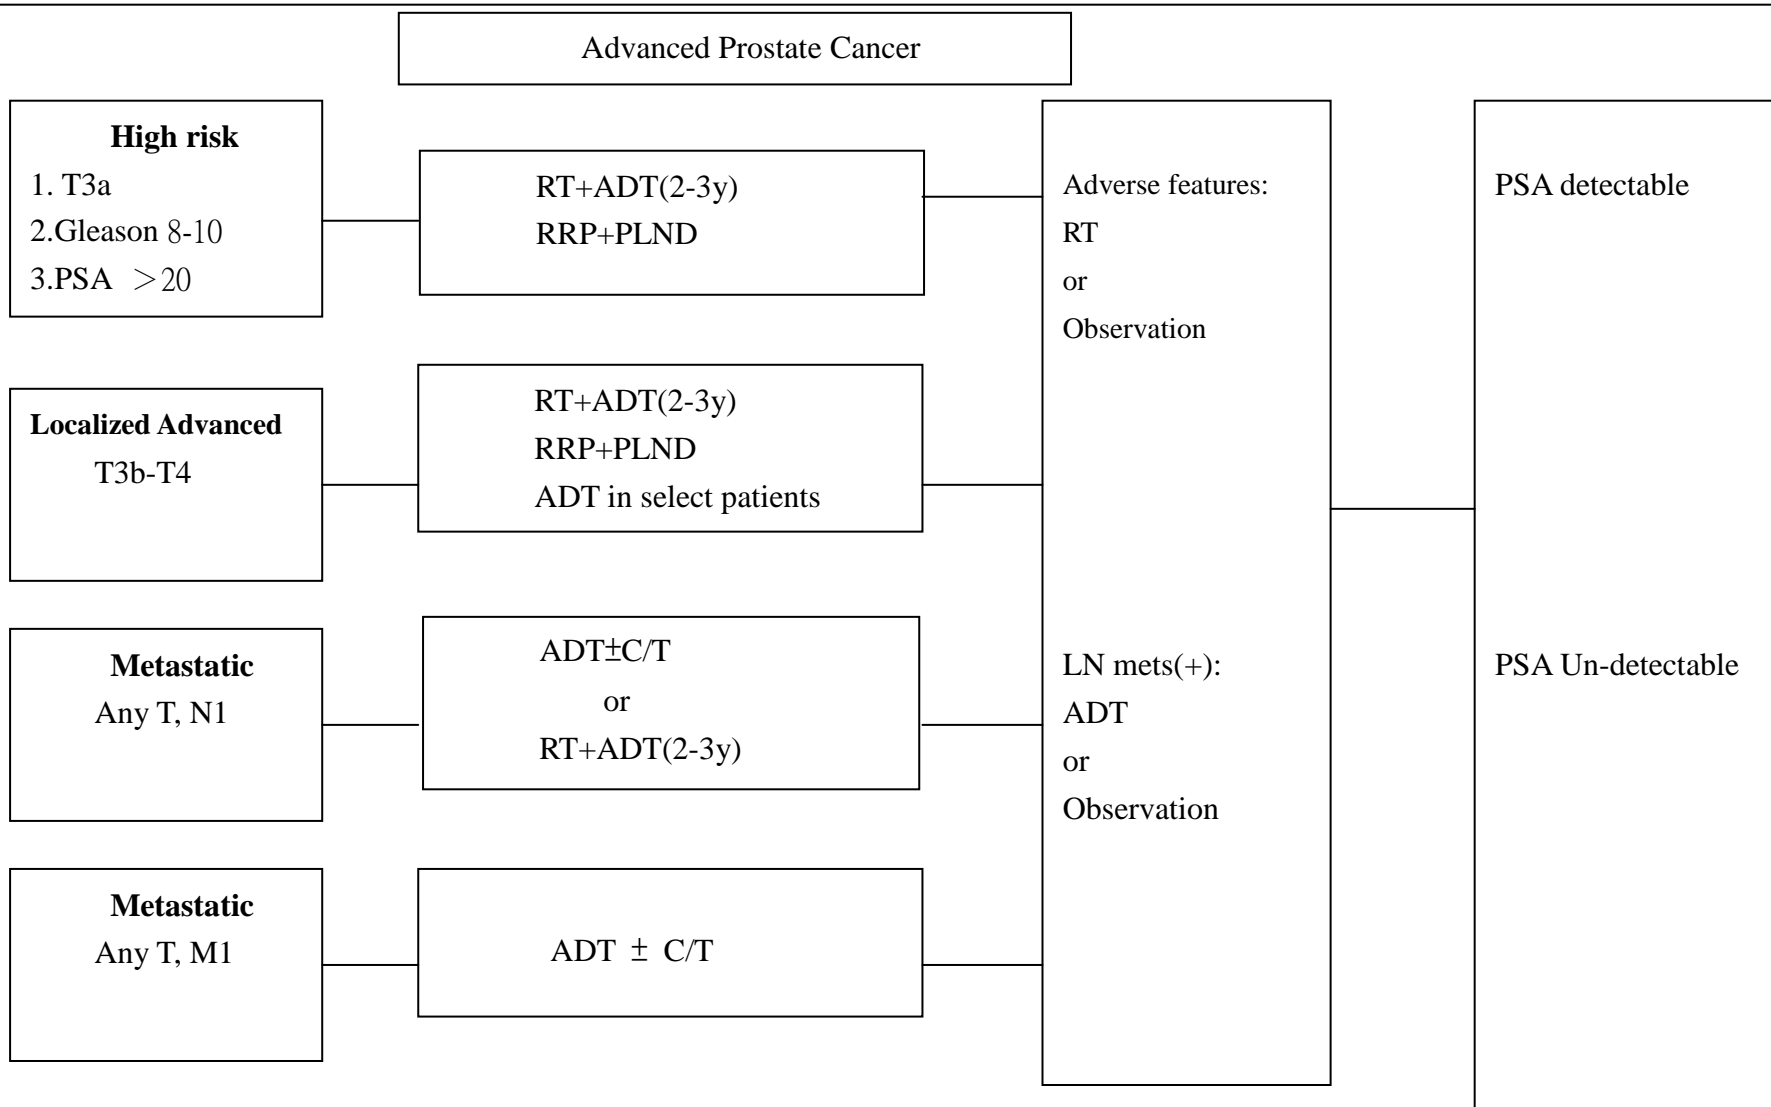 Advanced Prostate Cancer
High risk
1. T3a
2.Gleason 8-10
3.PSA ＞20
RT+ADT(2-3y)
RRP+PLND
Localized Advanced
T3b-T4
RT+ADT(2-3y)
RRP+PLND
ADT in select patients
Metastatic
Any T, N1
ADT±C/T
or
RT+ADT(2-3y)
Metastatic
Any T, M1
ADT ± C/T
Adverse features:
RT
or
Observation
LN mets(+):
ADT
or
Observation
PSA detectable
PSA Un-detectable